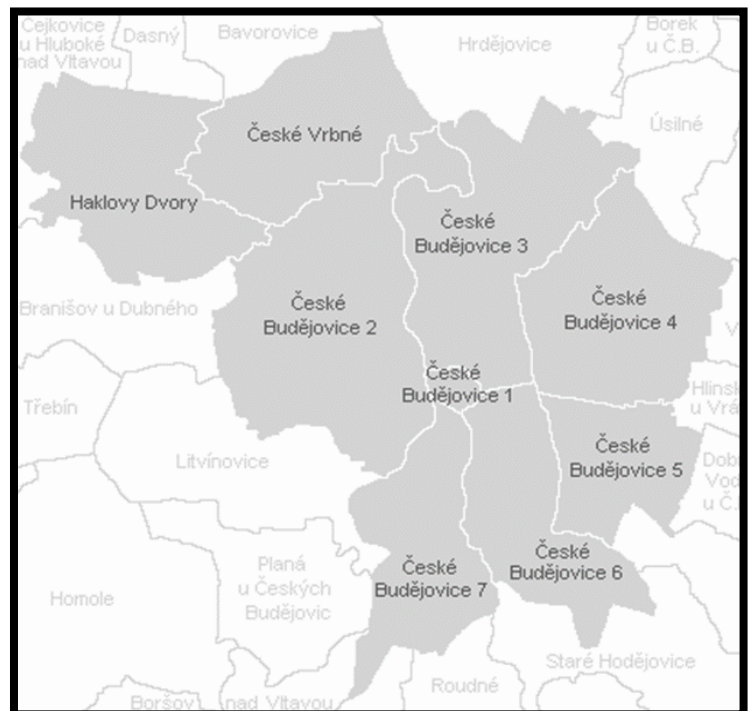 Čejkovice
u Hluboké
nad Vltavou
Dasný
Bavorovice
Hrdějovice
Borek
u Č.B.
Úsilné
České Vrbné
Haklovy Dvory
České
Budějovice 3
České
Budějovice 2
České
Budějovice 4
Branišov u Dubného
V
České
Budějovice 1
Hlinsk
u Vrá
Třebín
Litvínovice
České
Budějovice 5
Dobr
Vod
u Č.
Planá
u Českých
Budějovic
Homole
České
Budějovice 7
České
Budějovice 6
Staré Hodějovice
Roudné
Boršov nad Vltavou